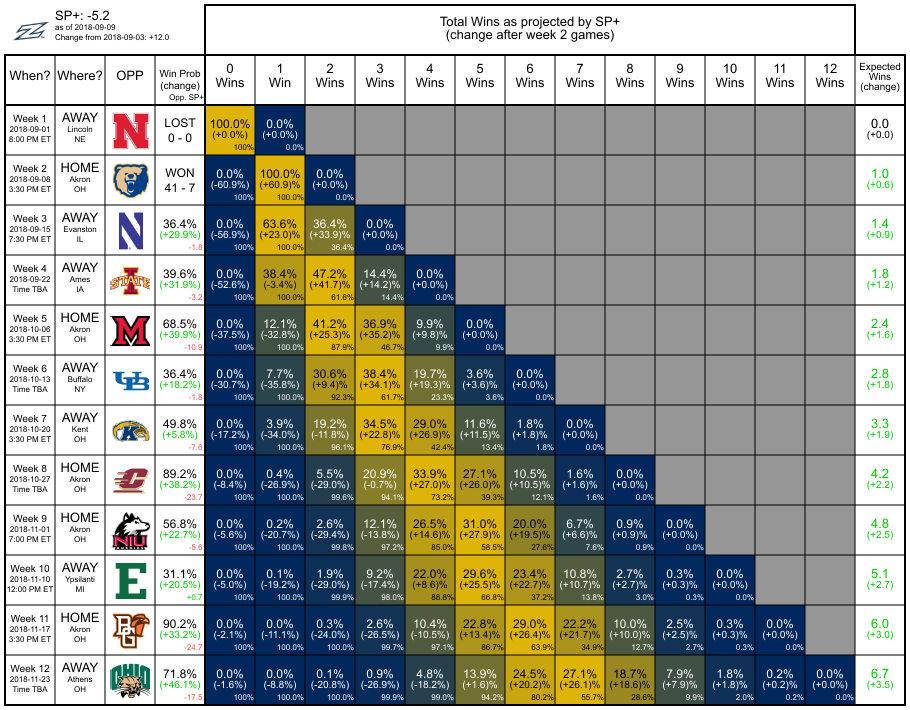 SP+: -5.2
as of 2018-09-09
Change from 2018-09-03: +12.0
Total Wins as projected by SP+
(change after week 2 games)
When? Where? OPP Win Prob (change) Opp. SP+ 0 Wins 1 Win 2 Wins 3 Wins 4 Wins 5 Wins 6 Wins 7 Wins 8 Wins 9 Wins 10 Wins 11 Wins 12 Wins Expected Wins (change)
Week 1 AWAY N LOST 100.0% 0.0% 0.0
2018-09-01 Lincoln 0 - 0 (+0.0%) (+0.0%) (+0.0)
8:00 PM ET NE 100% 0.0%
Week 2 HOME WON 0.0% 100.0% 0.0% 1.0
2018-09-08 Akron 41 - 7 (-60.9%) (+60.9)% (+0.0%) (+0.6)
3:30 PM ET OH 100% 100.0% 0.0%
Week 3 AWAY N 36.4% 0.0% 63.6% 36.4% 0.0% 1.4
2018-09-15 Evanston (+29.9%) (-56.9%) (+23.0)% (+33.9)% (+0.0%) (+0.9)
7:30 PM ET IL -1.8 100% 100.0% 36.4% 0.0%
Week 4 AWAY STATE 39.6% 0.0% 38.4% 47.2% 14.4% 0.0% 1.8
2018-09-22 Ames (+31.9%) (-52.6%) (-3.4%) (+41.7)% (+14.2)% (+0.0%) (+1.2)
Time TBA IA -3.2 100% 100.0% 61.6% 14.4% 0.0%
Week 5 HOME M 68.5% 0.0% 12.1% 41.2% 36.9% 9.9% 0.0% 2.4
2018-10-06 Akron (+39.9%) (-37.5%) (-32.8%) (+25.3)% (+35.2)% (+9.8)% (+0.0%) (+1.6)
3:30 PM ET OH -10.9 100% 100.0% 87.9% 46.7% 9.9% 0.0%
Week 6 AWAY UB 36.4% 0.0% 7.7% 30.6% 38.4% 19.7% 3.6% 0.0% 2.8
2018-10-13 Buffalo (+18.2%) (-30.7%) (-35.8%) (+9.4)% (+34.1)% (+19.3)% (+3.6)% (+0.0%) (+1.8)
Time TBA NY -1.8 100% 100.0% 92.3% 61.7% 23.3% 3.6% 0.0%
Week 7 AWAY K 49.8% 0.0% 3.9% 19.2% 34.5% 29.0% 11.6% 1.8% 0.0% 3.3
2018-10-20 Kent (+5.8%) (-17.2%) (-34.0%) (-11.8%) (+22.8)% (+26.9)% (+11.5)% (+1.8)% (+0.0%) (+1.9)
3:30 PM ET OH -7.6 100% 100.0% 96.1% 76.9% 42.4% 13.4% 1.8% 0.0%
Week 8 HOME C 89.2% 0.0% 0.4% 5.5% 20.9% 33.9% 27.1% 10.5% 1.6% 0.0% 4.2
2018-10-27 Akron (+38.2%) (-8.4%) (-26.9%) (-29.0%) (-0.7%) (+27.0)% (+26.0)% (+10.5)% (+1.6)% (+0.0%) (+2.2)
Time TBA OH -23.7 100% 100.0% 99.6% 94.1% 73.2% 39.3% 12.1% 1.6% 0.0%
Week 9 HOME NIU 56.8% 0.0% 0.2% 2.6% 12.1% 26.5% 31.0% 20.0% 6.7% 0.9% 0.0% 4.8
2018-11-01 Akron (+22.7%) (-5.6%) (-20.7%) (-29.4%) (-13.8%) (+14.6)% (+27.9)% (+19.5)% (+6.6)% (+0.9)% (+0.0%) (+2.5)
7:00 PM ET OH -5.6 100% 100.0% 99.8% 97.2% 85.0% 58.5% 27.6% 7.6% 0.9% 0.0%
Week 10 AWAY E 31.1% 0.0% 0.1% 1.9% 9.2% 22.0% 29.6% 23.4% 10.8% 2.7% 0.3% 0.0% 5.1
2018-11-10 Ypsilanti (+20.5%) (-5.0%) (-19.2%) (-29.0%) (-17.4%) (+8.6)% (+25.5)% (+22.7)% (+10.7)% (+2.7)% (+0.3)% (+0.0%) (+2.7)
12:00 PM ET MI +0.7 100% 100.0% 99.9% 98.0% 88.8% 66.8% 37.2% 13.8% 3.0% 0.3% 0.0%
Week 11 HOME BG 90.2% 0.0% 0.0% 0.3% 2.6% 10.4% 22.8% 29.0% 22.2% 10.0% 2.5% 0.3% 0.0% 6.0
2018-11-17 Akron (+33.2%) (-2.1%) (-11.1%) (-24.0%) (-26.5%) (-10.5%) (+13.4)% (+26.4)% (+21.7)% (+10.0)% (+2.5)% (+0.3)% (+0.0%) (+3.0)
3:30 PM ET OH -24.7 100% 100.0% 100.0% 99.7% 97.1% 86.7% 63.9% 34.9% 12.7% 2.7% 0.3% 0.0%
Week 12 AWAY OHIO 71.8% 0.0% 0.0% 0.1% 0.9% 4.8% 13.9% 24.5% 27.1% 18.7% 7.9% 1.8% 0.2% 0.0% 6.7
2018-11-23 Athens (+46.1%) (-1.6%) (-8.8%) (-20.8%) (-26.9%) (-18.2%) (+1.6)% (+20.2)% (+26.1)% (+18.6)% (+7.9)% (+1.8)% (+0.2)% (+0.0%) (+3.5)
Time TBA OH -17.5 100% 100.0% 100.0% 99.9% 99.0% 94.2% 80.2% 55.7% 28.6% 9.9% 2.0% 0.2% 0.0%